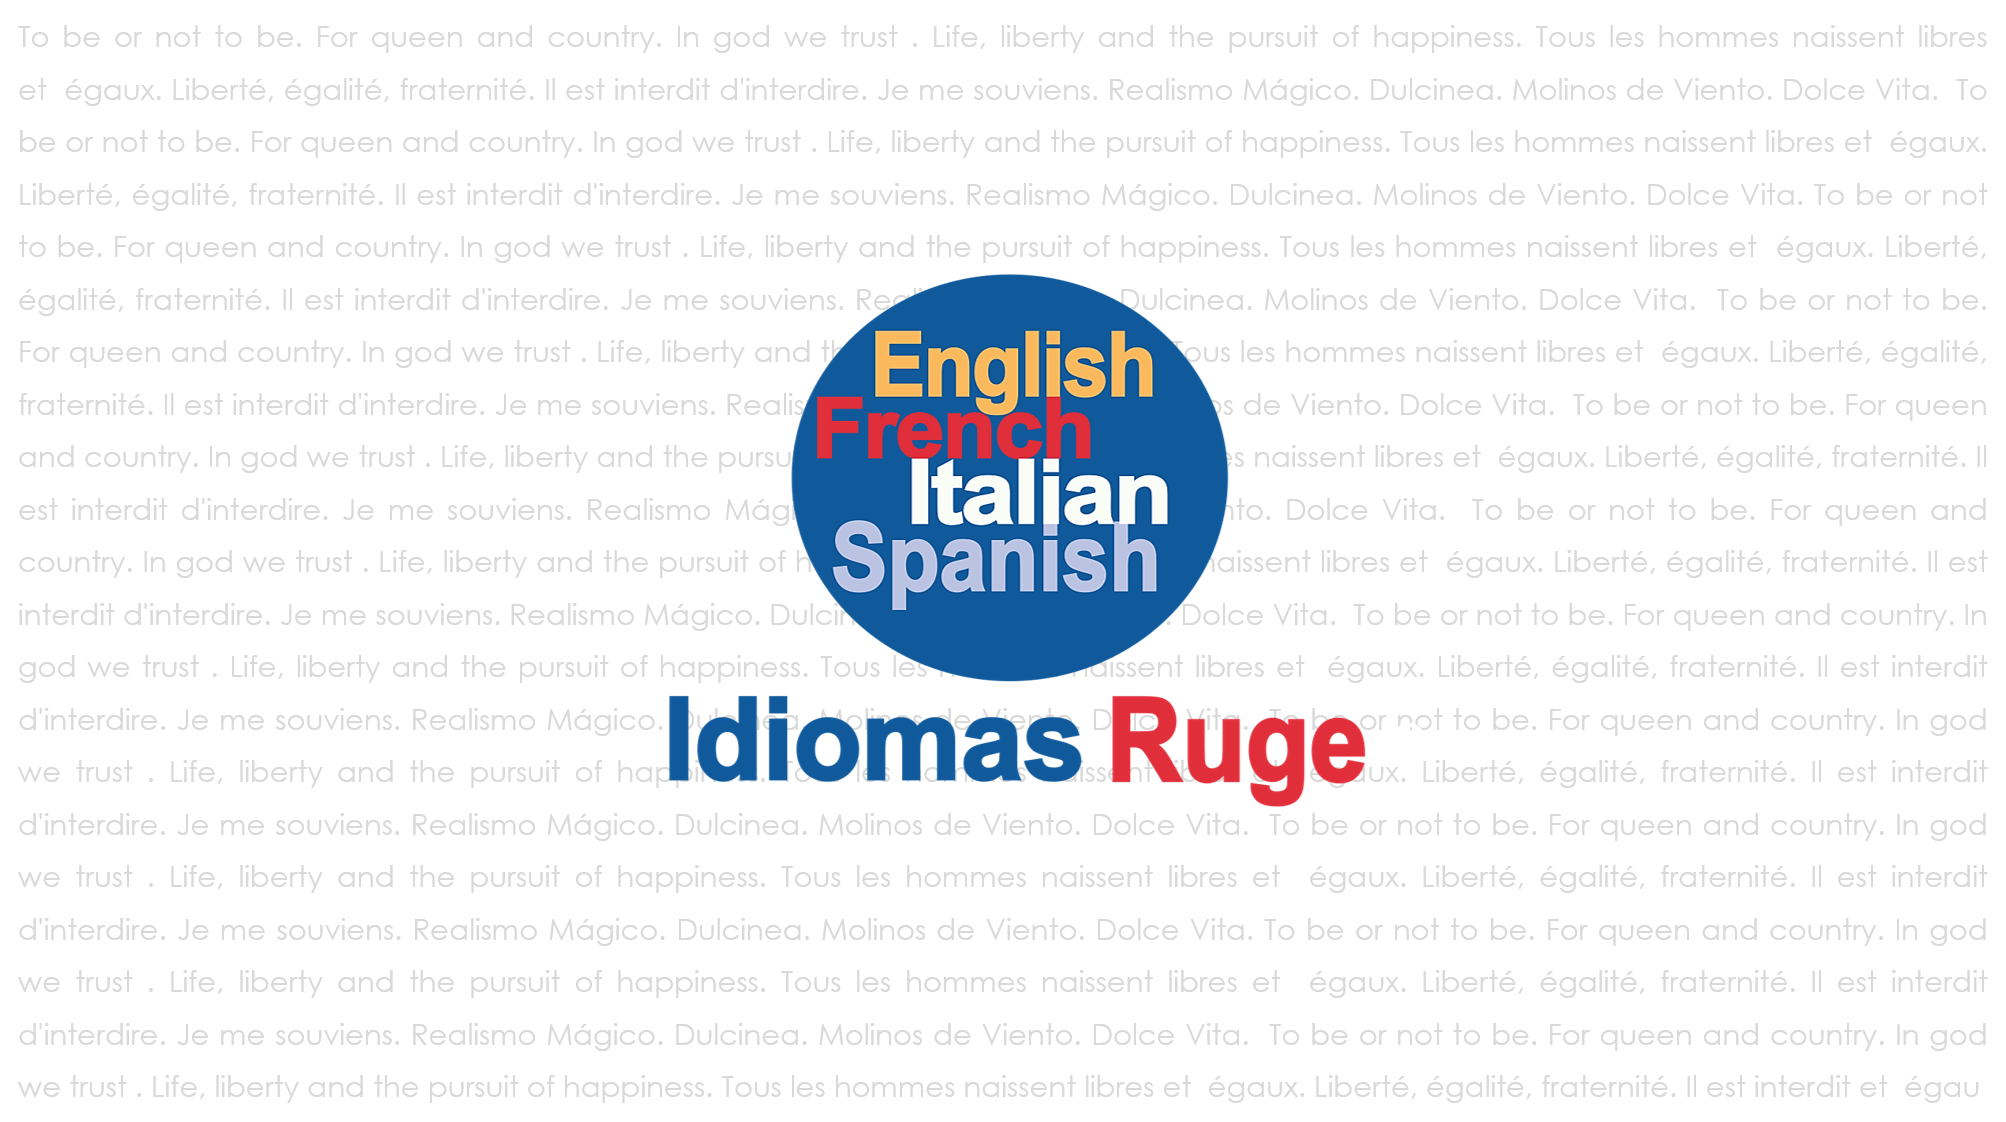 To be or not to be. For queen and country. In god we trust . Life, liberty and the pursuit of happiness. Tous les hommes naissent libres
et égaux. Liberté, égalité, fraternité. Il est interdit d'interdire. Je me souviens. Realismo Mágico. Dulcinea. Molinos de Viento. Dolce Vita. To
be or not to be. For queen and country. In god we trust . Life, liberty and the pursuit of happiness. Tous les hommes naissent libres et égaux.
Liberté, égalité, fraternité. Il est interdit d'interdire. Je me souviens. Realismo Mágico. Dulcinea. Molinos de Viento. Dolce Vita. To be or not
to be. For queen and country. In god we trust . Life, liberty and the pursuit of happiness. Tous les hommes naissent libres et égaux. Liberté,
égalité, fraternité. Il est interdit d'interdire. Je me souviens. Dulcinea. Molinos de Viento. Dolce Vita. To be or not to be.
For queen and country. In god we trust . Life, liberty and Tous les hommes naissent libres et égaux. Liberté, égalité,
fraternité. Il est interdit d'interdire. Je me souviens. de Viento. Dolce Vita. To be or not to be. For queen
and country. In god we trust . Life, liberty and the naissent libres et égaux. Liberté, égalité, fraternité. Il
est interdit d'interdire. Je me souviens. Realismo Dolce Vita. To be or not to be. For queen and
country. In god we trust . Life, liberty and the pursuit of naissent libres et égaux. Liberté, égalité, fraternité. Il est
interdit d'interdire. Je me souviens. Realismo Mágico. Dolce Vita. To be or not to be. For queen and country. In
god we trust . Life, liberty and the pursuit of happiness. Tous les naissent libres et égaux. Liberté, égalité, fraternité. Il est interdit
d'interdire. Je me souviens. Realismo Mágico. Dulcinea. Molinos de Viento. Dolce Vita. To be or not to be. For queen and country. In god
we trust . Life, liberty and the pursuit of happiness. Tous les hommes naissent libres et égaux. Liberté, égalité, fraternité. Il est interdit
d'interdire. Je me souviens. Realismo Mágico. Dulcinea. Molinos de Viento. Dolce Vita. To be or not to be. For queen and country. In god
we trust . Life, liberty and the pursuit of happiness. Tous les hommes naissent libres et égaux. Liberté, égalité, fraternité. Il est interdit
d'interdire. Je me souviens. Realismo Mágico. Dulcinea. Molinos de Viento. Dolce Vita. To be or not to be. For queen and country. In god
we trust . Life, liberty and the pursuit of happiness. Tous les hommes naissent libres et égaux. Liberté, égalité, fraternité. Il est interdit
d'interdire. Je me souviens. Realismo Mágico. Dulcinea. Molinos de Viento. Dolce Vita. To be or not to be. For queen and country. In god
we trust . Life, liberty and the pursuit of happiness. Tous les hommes naissent libres et égaux. Liberté, égalité, fraternité. Il est interdit et égau
English
French
Italian
Spanish
Idiomas Ruge